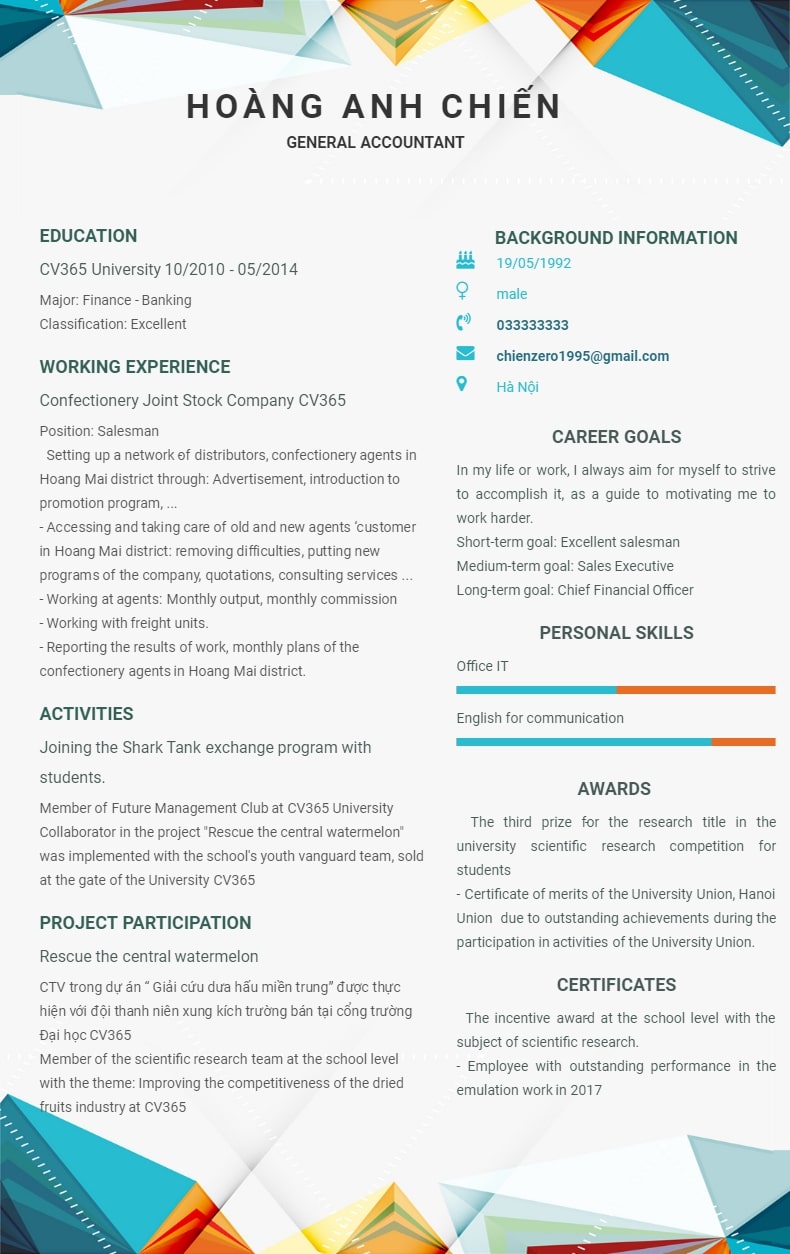 HOÀNG ANH CHIẾN
GENERAL ACCOUNTANT
EDUCATION
CV365 University 10/2010 - 05/2014
Major: Finance - Banking
Classification: Excellent
WORKING EXPERIENCE
Confectionery Joint Stock Company CV365
Position: Salesman
Setting up a network of distributors, confectionery agents in
Hoang Mai district through: Advertisement, introduction to
promotion program, ...
- Accessing and taking care of old and new agents 'customer
in Hoang Mai district: removing difficulties, putting new
programs of the company, quotations, consulting services ...
- Working at agents: Monthly output, monthly commission
- Working with freight units.
- Reporting the results of work, monthly plans of the
confectionery agents in Hoang Mai district.
ACTIVITIES
Joining the Shark Tank exchange program with
students.
Member of Future Management Club at CV365 University
Collaborator in the project "Rescue the central watermelon"
was implemented with the school's youth vanguard team, sold
at the gate of the University CV365
PROJECT PARTICIPATION
Rescue the central watermelon
CTV trong dự án “ Giải cứu dưa hấu miền trung” được thực
hiện với đội thanh niên xung kích trường bán tại cổng trường
Đại học CV365
Member of the scientific research team at the school level
with the theme: Improving the competitiveness of the dried
fruits industry at CV365
BACKGROUND INFORMATION
19/05/1992
male
033333333
chienzero1995@gmail.com
Hà Nội
CAREER GOALS
In my life or work, I always aim for myself to strive
to accomplish it, as a guide to motivating me to
work harder.
Short-term goal: Excellent salesman
Medium-term goal: Sales Executive
Long-term goal: Chief Financial Officer
PERSONAL SKILLS
Office IT
English for communication
AWARDS
The third prize for the research title in the
university scientific research competition for
students
- Certificate of merits of the University Union, Hanoi
Union due to outstanding achievements during the
participation in activities of the University Union.
CERTIFICATES
The incentive award at the school level with the
subject of scientific research.
- Employee with outstanding performance in the
emulation work in 2017